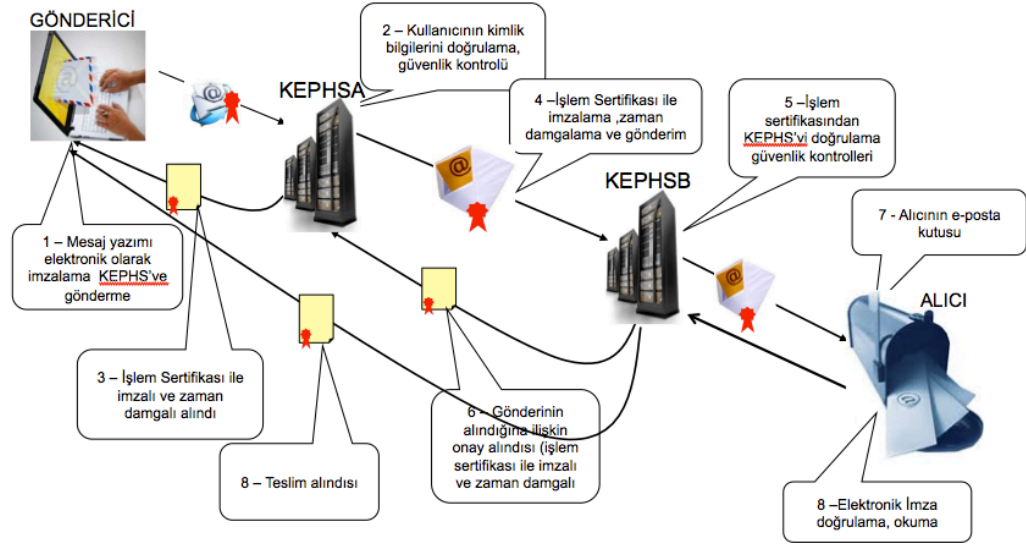 GÖNDERİCİ
2 – Kullanıcının kimlik
bilgilerini doğrulama,
güvenlik kontrolü
KEPHSA
4 –İşlem Sertifikası ile
imzalama ,zaman
damgalama ve gönderim
5 –İşlem
sertifikasından
KEPHS'yi doğrulama
güvenlik kontrolleri
KEPHSB
7 - Alıcının e-posta
kutusu
1 – Mesaj yazımı
elektronik olarak
imzalama KEPHS'ye
gönderme
ALICI
3 – İşlem Sertifikası ile
imzalı ve zaman
damgalı alındı
6 – Gönderinin
alındığına ilişkin
onay alındısı (işlem
sertifikası ile imzalı
ve zaman damgalı
8 – Teslim alındısı
8 –Elektronik İmza
doğrulama, okuma